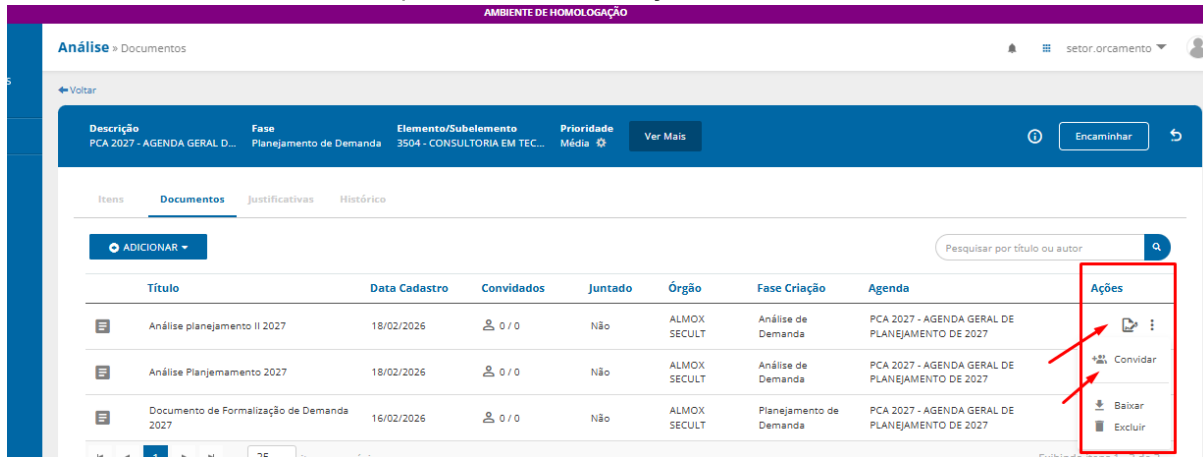 AMBIENTE DE HOMOLOGAÇÃO
Análise » Documentos
setor.orcamento
s
Voltar
Descrição Fase Elemento/Subelemento Prioridade
PCA 2027 - AGENDA GERAL D... Planejamento de Demanda 3504 - CONSULTORIA EM TEC... Média
Ver Mais
Encaminhar
Itens Documentos Justificativas Histórico
ADICIONAR
Pesquisar por título ou autor
Título Data Cadastro Convidados Juntado Órgão Fase Criação Agenda Ações
Análise planejamento II 2027 18/02/2026 0 / 0 Não ALMOX SECULT Análise de Demanda PCA 2027 - AGENDA GERAL DE PLANEJAMENTO DE 2027
Convidar
Análise Planjemamento 2027 18/02/2026 0 / 0 Não ALMOX SECULT Análise de Demanda PCA 2027 - AGENDA GERAL DE PLANEJAMENTO DE 2027
Baixar
Documento de Formalização de Demanda 2027 16/02/2026 0 / 0 Não ALMOX SECULT Planejamento de Demanda PCA 2027 - AGENDA GERAL DE PLANEJAMENTO DE 2027
Excluir
1 25